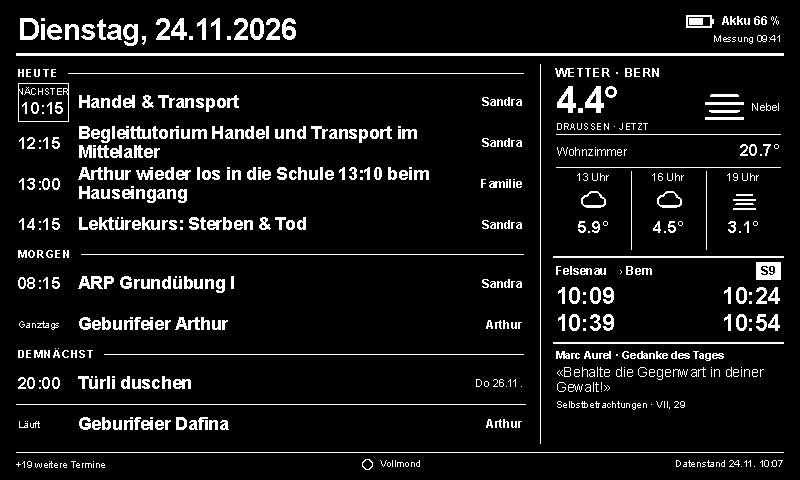 Dienstag, 24.11.2026
Akku 66 %
Messung 09:41
HEUTE
NÄCHSTER
10:15 Handel & Transport Sandra
12:15 Begleittutorium Handel und Transport im
Mittelalter Sandra
13:00 Arthur wieder los in die Schule 13:10 beim
Hauseingang Familie
14:15 Lektürekurs: Sterben & Tod Sandra
MORGEN
08:15 ARP Grundübung I Sandra
Ganztags Geburifeier Arthur Arthur
DEMNÄCHST
20:00 Türli duschen Do 26.11.
Läuft Geburifeier Dafina Arthur
WETTER · BERN
4.4° Nebel
DRAUSSEN · JETZT
Wohnzimmer 20.7°
13 Uhr 16 Uhr 19 Uhr
5.9° 4.5° 3.1°
Felsenau › Bern S9
10:09 10:24
10:39 10:54
Marc Aurel · Gedanke des Tages
«Behalte die Gegenwart in deiner
Gewalt!»
Selbstbetrachtungen · VII, 29
+19 weitere Termine Vollmond Datenstand 24.11. 10:07